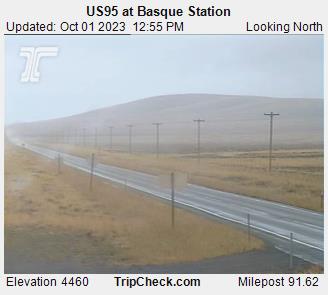 US95 at Basque Station
Updated: Oct 01 2023 12:55 PM Looking North
Elevation 4460 TripCheck.com Milepost 91.62